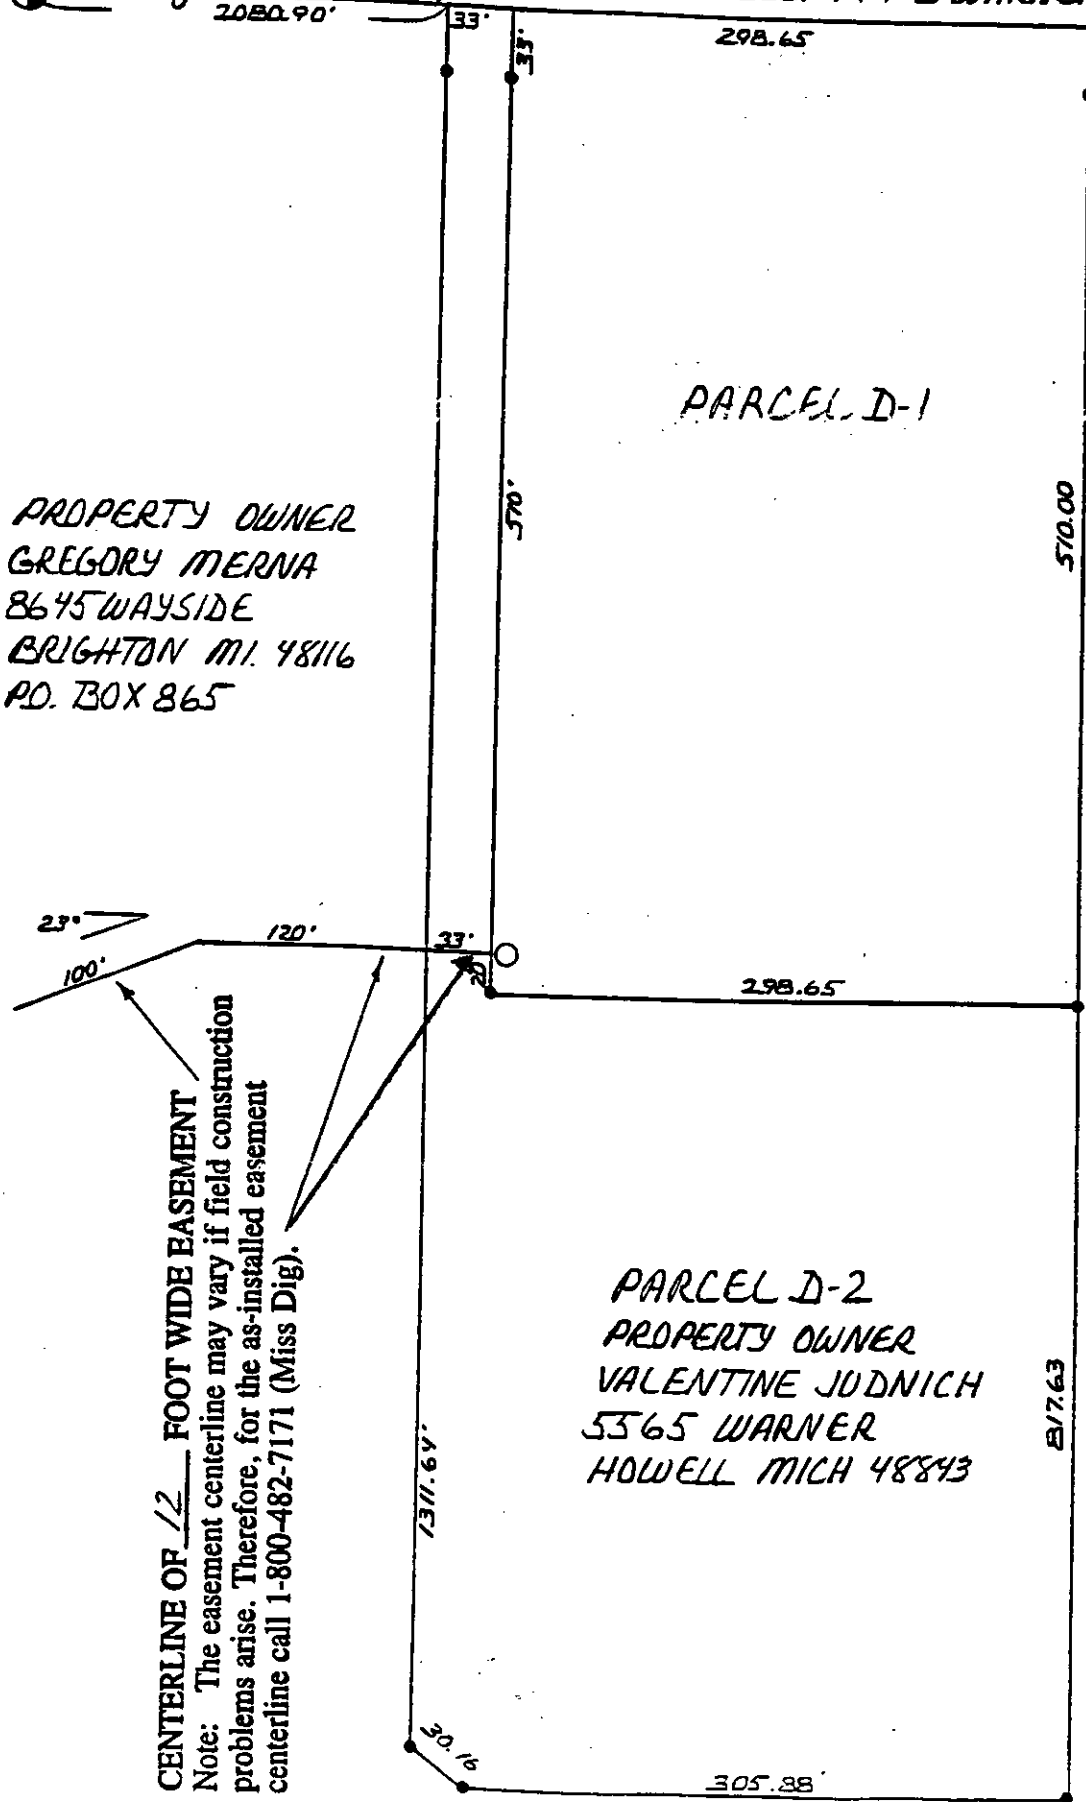 2080.90'
33'
33'
298.65
PARCEL D-1
570'
570.00
PROPERTY OWNER
GREGORY MERNA
8645 WAYSIDE
BRIGHTON MI. 48116
P.O. BOX 865
23°
120'
33'
100'
20'
298.65
CENTERLINE OF 12 FOOT WIDE EASEMENT
Note: The easement centerline may vary if field construction
problems arise. Therefore, for the as-installed easement
centerline call 1-800-482-7171 (Miss Dig).
PARCEL D-2
PROPERTY OWNER
VALENTINE JUDNICH
5565 WARNER
HOWELL MICH 48843
817.63
1311.64'
30.16
305.88'